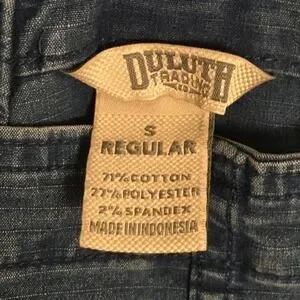 DULUTH
TRADING
S
REGULAR
71% COTTON
27% POLYESTER
2% SPANDEX
MADE IN INDONESIA